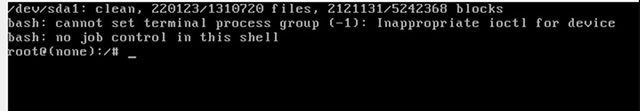 /dev/sda1: clean, 220123/1310720 files, 2121131/5242368 blocks
bash: cannot set terminal process group (-1): Inappropriate ioctl for device
bash: no job control in this shell
root@(none):/# _